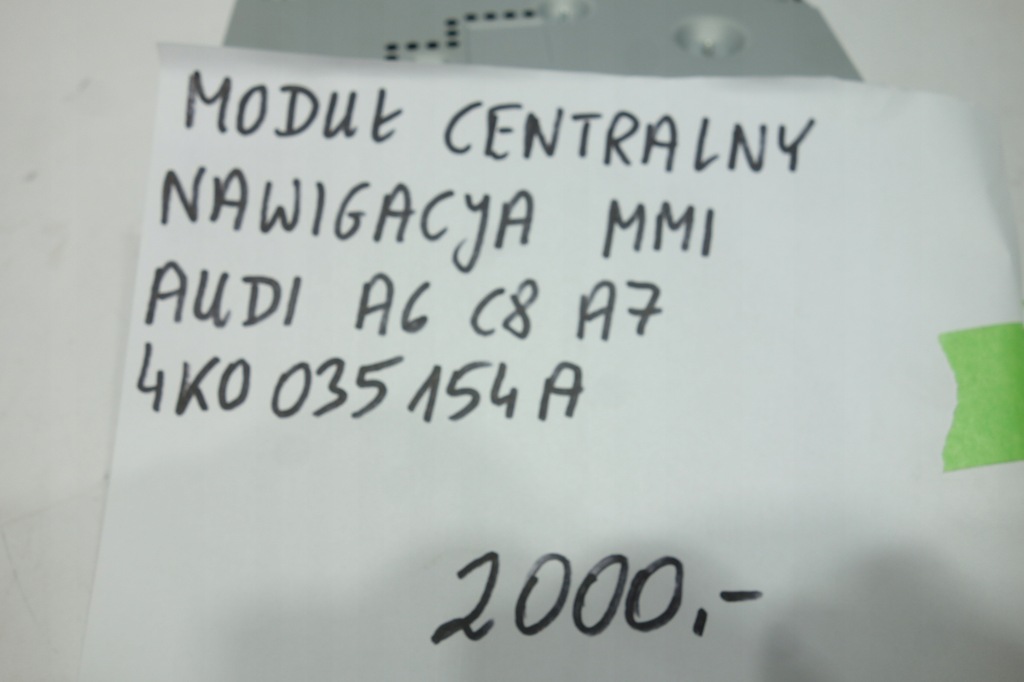 MODUŁ CENTRALNY
NAWIGACJA MMI
AUDI A6 C8 A7
4K0 035 154 A
2000.-